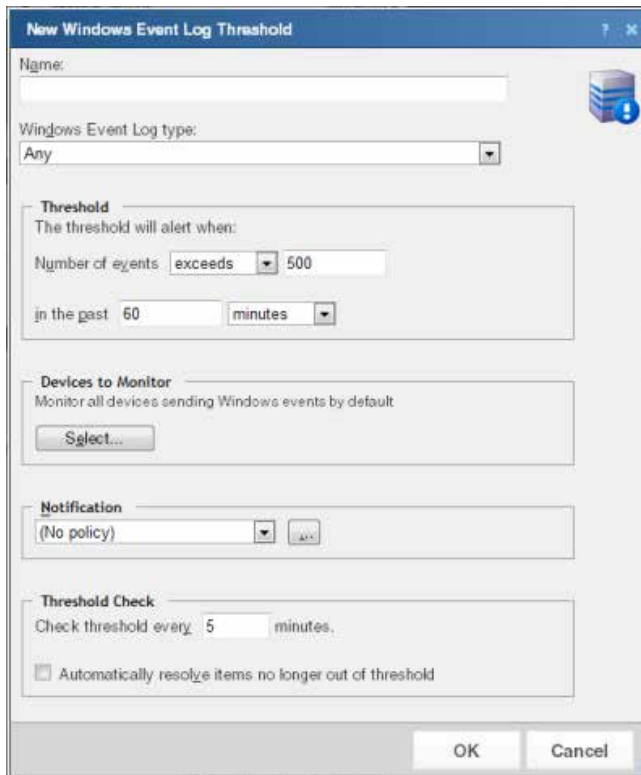 New Windows Event Log Threshold ? ×
Name:
Windows Event Log type:
Any
Threshold
The threshold will alert when:
Number of events exceeds 500
in the past 60 minutes
Devices to Monitor
Monitor all devices sending Windows events by default
Select...
Notification
(No policy) ...
Threshold Check
Check threshold every 5 minutes.
Automatically resolve items no longer out of threshold
OK Cancel